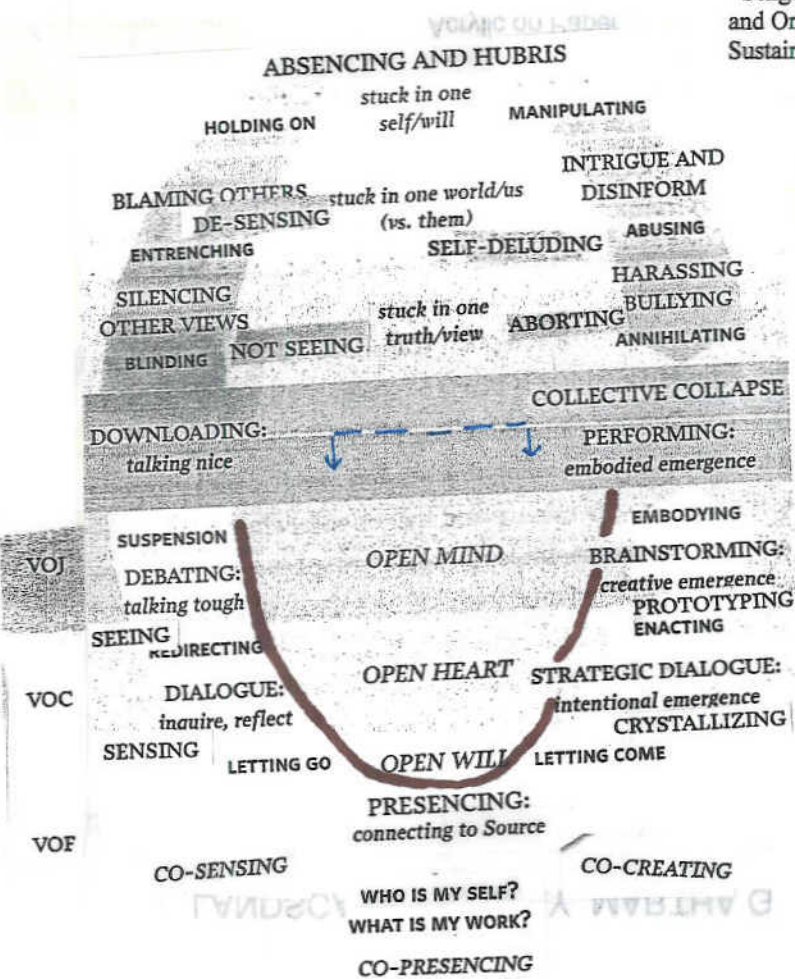 Acrylic on Paper
and Or
Sustain
ABSENCING AND HUBRIS
stuck in one
self/will
HOLDING ON
MANIPULATING
INTRIGUE AND
DISINFORM
BLAMING OTHERS
DE-SENSING
stuck in one world/us
(vs. them)
ENTRENCHING
SELF-DELUDING
ABUSING
HARASSING
BULLYING
SILENCING
OTHER VIEWS
BLINDING
NOT SEEING
stuck in one
truth/view
ABORTING
ANNIHILATING
COLLECTIVE COLLAPSE
DOWNLOADING:
talking nice
PERFORMING:
embodied emergence
VOJ
SUSPENSION
OPEN MIND
EMBODYING
DEBATING:
talking tough
BRAINSTORMING:
creative emergence
PROTOTYPING
ENACTING
SEEING
REDIRECTING
VOC
OPEN HEART
DIALOGUE:
inquire, reflect
STRATEGIC DIALOGUE:
intentional emergence
CRYSTALLIZING
SENSING
LETTING GO
OPEN WILL
LETTING COME
PRESENCING:
connecting to Source
VOF
CO-SENSING
CO-CREATING
WHO IS MY SELF?
WHAT IS MY WORK?
CO-PRESENCING